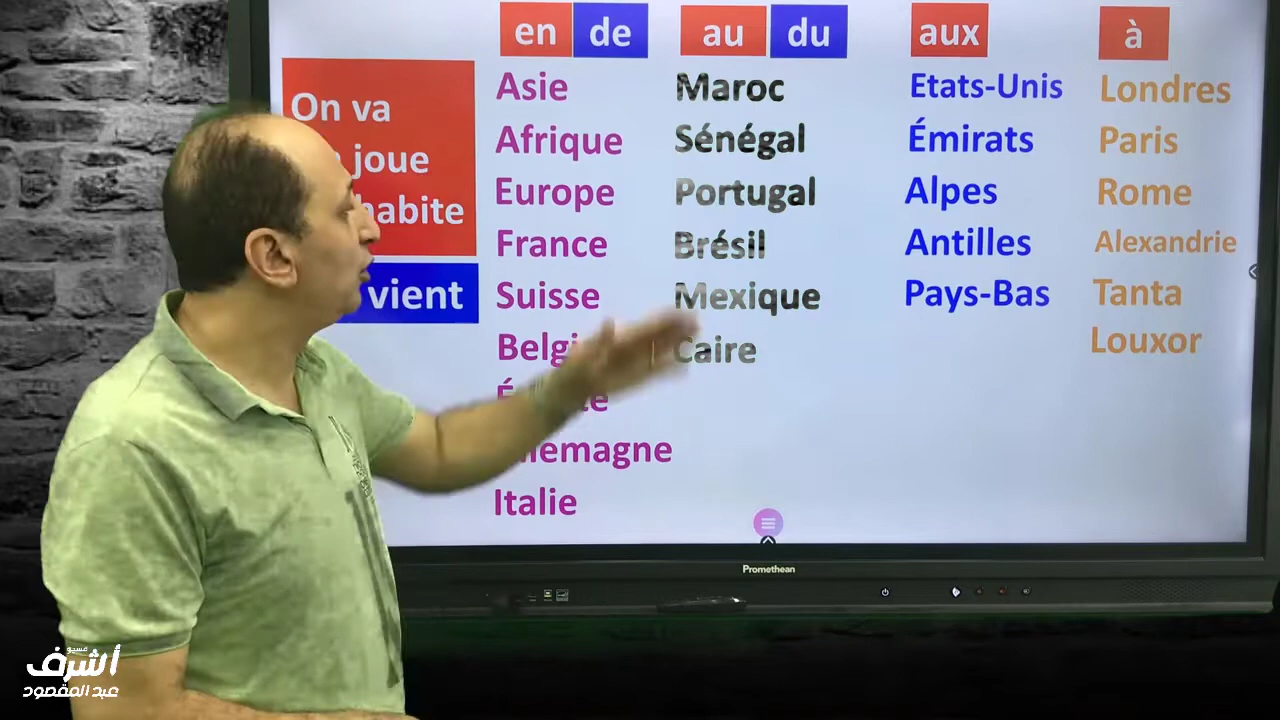 en de au du aux à
On va
joue
habite
vient
Asie
Afrique
Europe
France
Suisse
Allemagne
Italie
Maroc
Sénégal
Portugal
Brésil
Mexique
Caire
Etats-Unis
Émirats
Alpes
Antilles
Pays-Bas
Londres
Paris
Rome
Alexandrie
Tanta
Louxor
Promethean
مسيو
أشرف
عبد المقصود